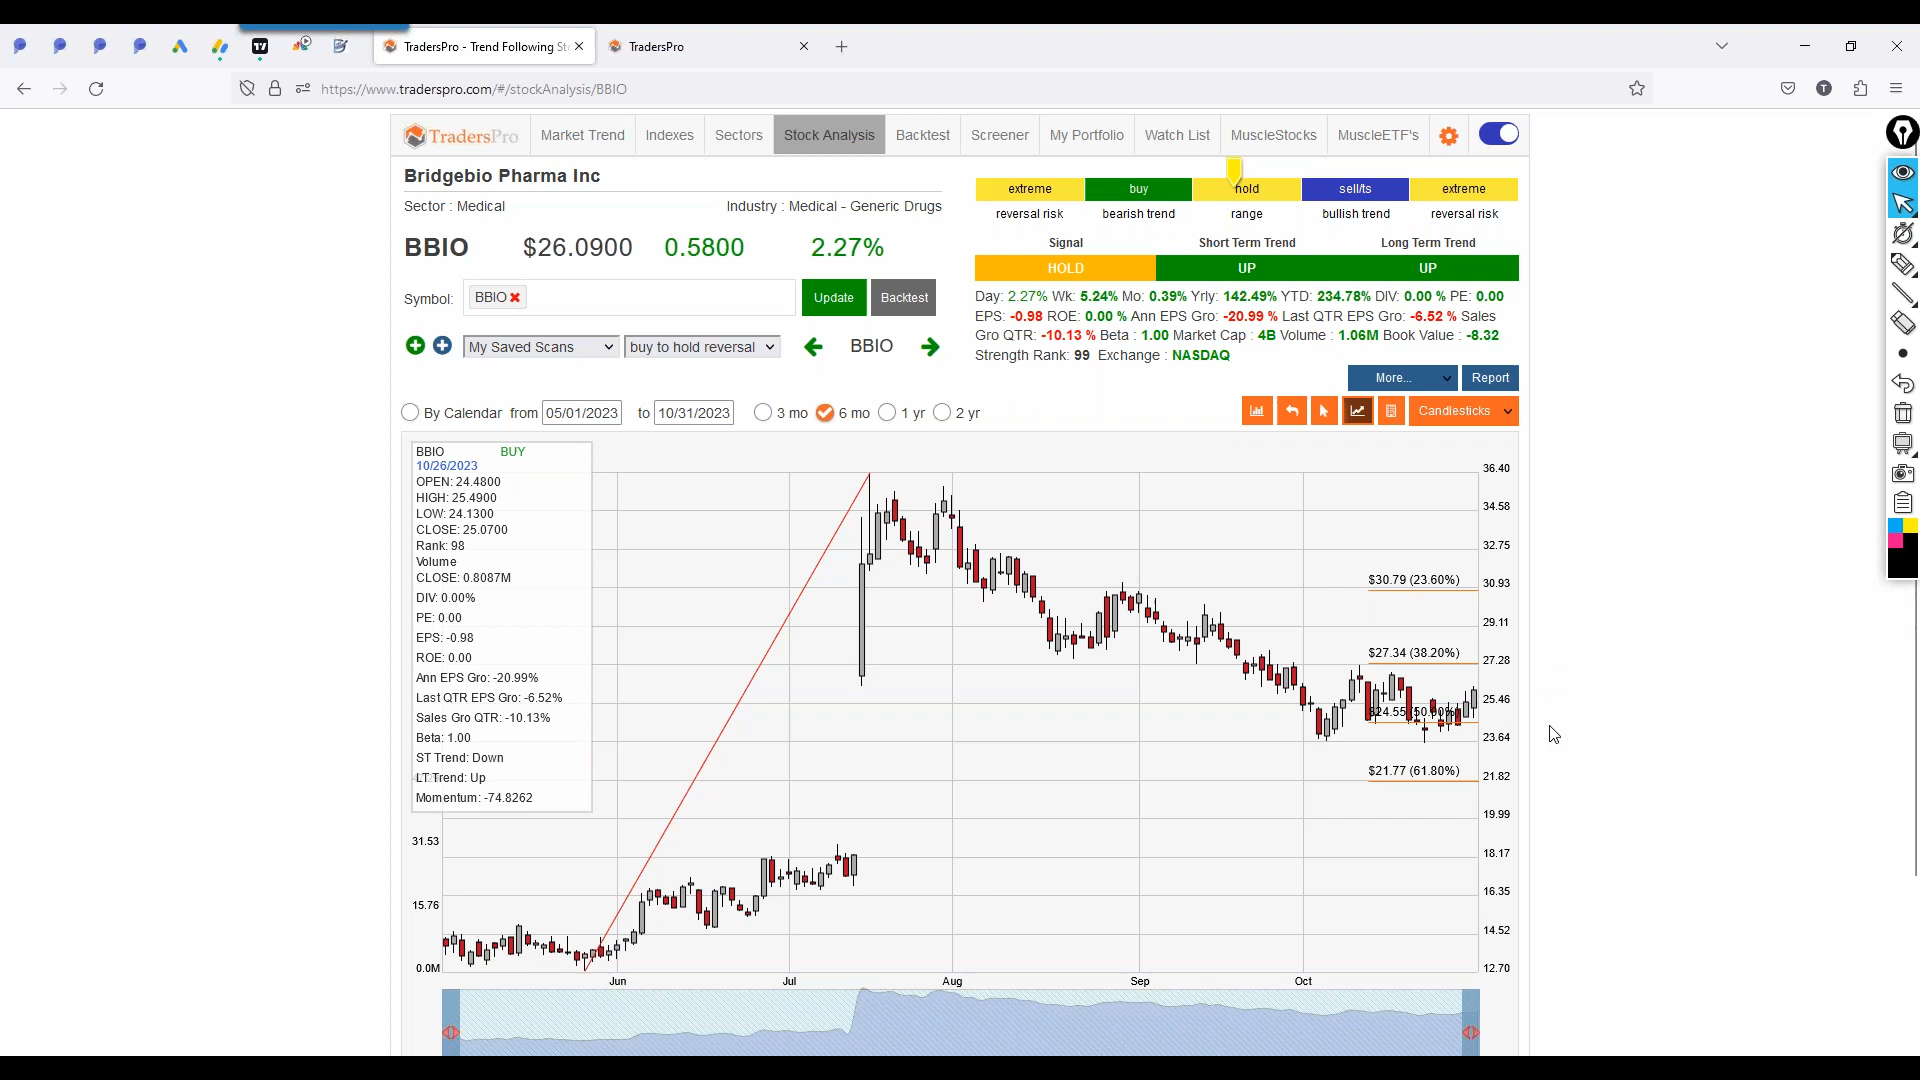 TradersPro - Trend Following St
TradersPro
https://www.traderspro.com/#/stockAnalysis/BBIO
T
TradersPro
Market Trend
Indexes
Sectors
Stock Analysis
Backtest
Screener
My Portfolio
Watch List
MuscleStocks
MuscleETF's
Bridgebio Pharma Inc
Sector : Medical
Industry : Medical - Generic Drugs
BBIO $26.0900 0.5800 2.27%
Symbol: BBIO Update Backtest
My Saved Scans buy to hold reversal BBIO
extreme buy hold sell/ts extreme
reversal risk bearish trend range bullish trend reversal risk
Signal Short Term Trend Long Term Trend
HOLD UP UP
Day: 2.27% Wk: 5.24% Mo: 0.39% Yrly: 142.49% YTD: 234.78% DIV: 0.00 % PE: 0.00
EPS: -0.98 ROE: 0.00 % Ann EPS Gro: -20.99 % Last QTR EPS Gro: -6.52 % Sales
Gro QTR: -10.13 % Beta : 1.00 Market Cap : 4B Volume : 1.06M Book Value : -8.32
Strength Rank: 99 Exchange : NASDAQ
More... Report
By Calendar from 05/01/2023 to 10/31/2023 3 mo 6 mo 1 yr 2 yr
Candlesticks
BBIO BUY
10/26/2023
OPEN: 24.4800
HIGH: 25.4900
LOW: 24.1300
CLOSE: 25.0700
Rank: 98
Volume
CLOSE: 0.8087M
DIV: 0.00%
PE: 0.00
EPS: -0.98
ROE: 0.00
Ann EPS Gro: -20.99%
Last QTR EPS Gro: -6.52%
Sales Gro QTR: -10.13%
Beta: 1.00
ST Trend: Down
LT Trend: Up
Momentum: -74.8262
31.53
15.76
0.0M
$30.79 (23.60%)
$27.34 (38.20%)
$24.55 (50.00%)
$21.77 (61.80%)
36.40
34.58
32.75
30.93
29.11
27.28
25.46
23.64
21.82
19.99
18.17
16.35
14.52
12.70
Jun Jul Aug Sep Oct